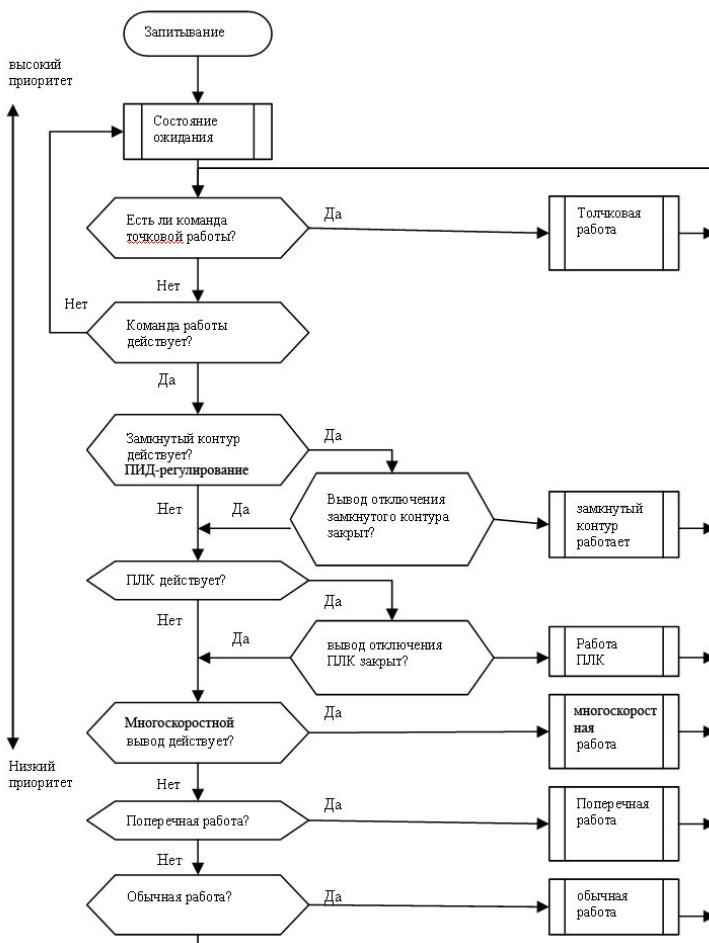 Запитывание
высокий
приоритет
Состояние
ожидания
Есть ли команда
точковой работы?
Да
Толчковая
работа
Нет
Нет
Команда работы
действует?
Да
Замкнутый контур
действует?
ПИД-регулирование
Да
Нет
Да
Вывод отключения
замкнутого контура
закрыт?
замкнутый
контур
работает
ПЛК действует?
Да
Нет
Да
вывод отключения
ПЛК закрыт?
Работа
ПЛК
Многоскоростной
вывод действует?
Да
многоскорост
ная
работа
Низкий
приоритет
Нет
Поперечная работа?
Да
Поперечная
работа
Нет
Обычная работа?
Да
обычная
работа